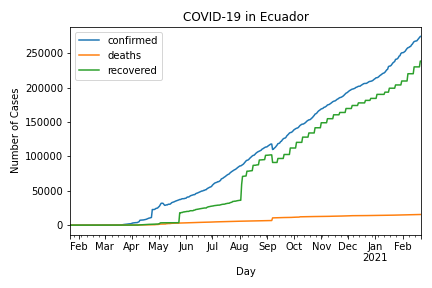 COVID-19 in Ecuador
confirmed
deaths
recovered
Number of Cases
250000
200000
150000
100000
50000
0
Feb Mar Apr May Jun Jul Aug Sep Oct Nov Dec Jan Feb
2021
Day